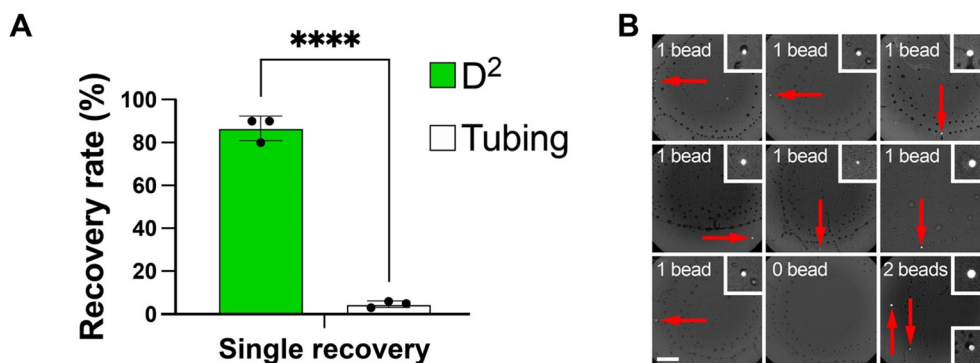 A
****
D²
Tubing
Recovery rate (%)
100
80
60
40
20
0
Single recovery
B
1 bead
1 bead
1 bead
1 bead
1 bead
1 bead
1 bead
0 bead
2 beads